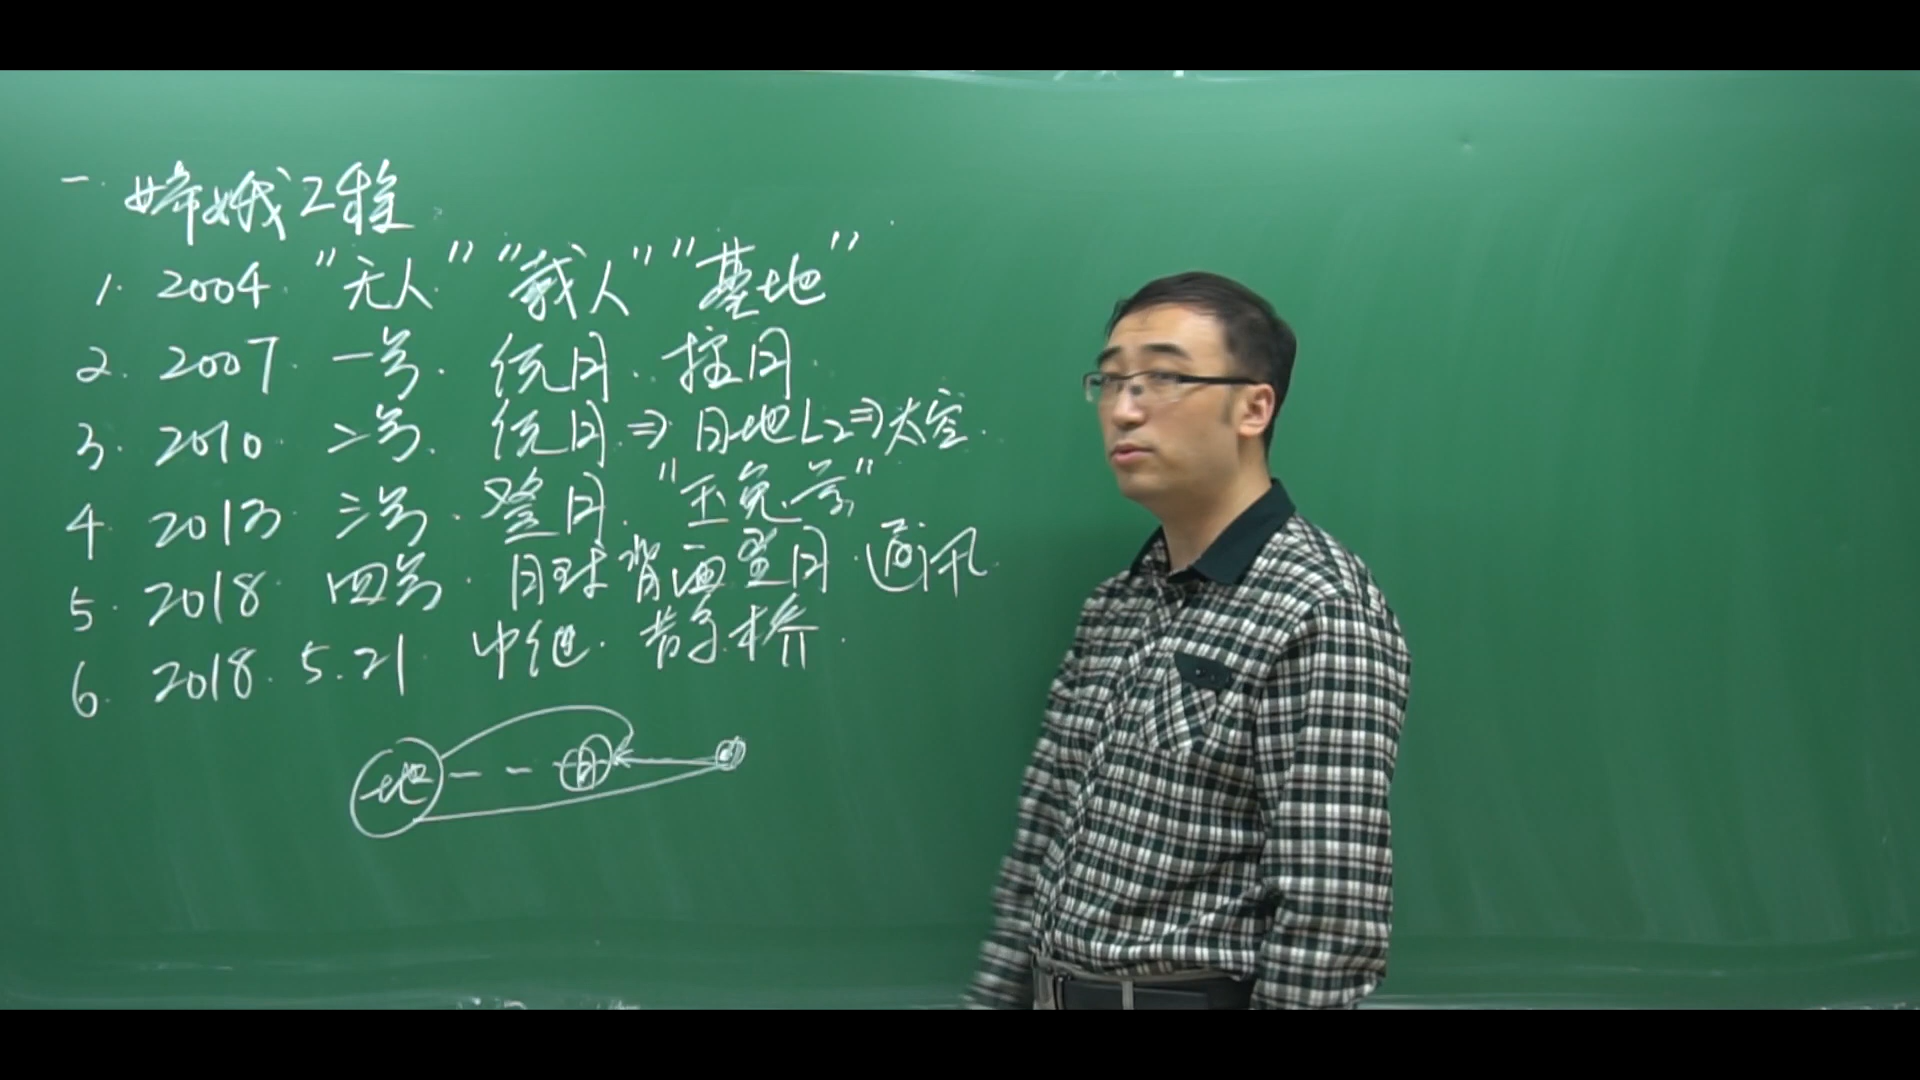 一. 嫦娥工程.
1. 2004. "无人" "载人" "基地"
2. 2007. 一号. 绕月. 撞月.
3. 2010. 二号. 绕月. ⇒ 日地L2⇒太空.
4 2013 三号. 登月. "玉兔号"
5. 2018. 四号. 月球背面登月. 通讯
6. 2018. 5.21. 中继. 鹊桥.
地 月